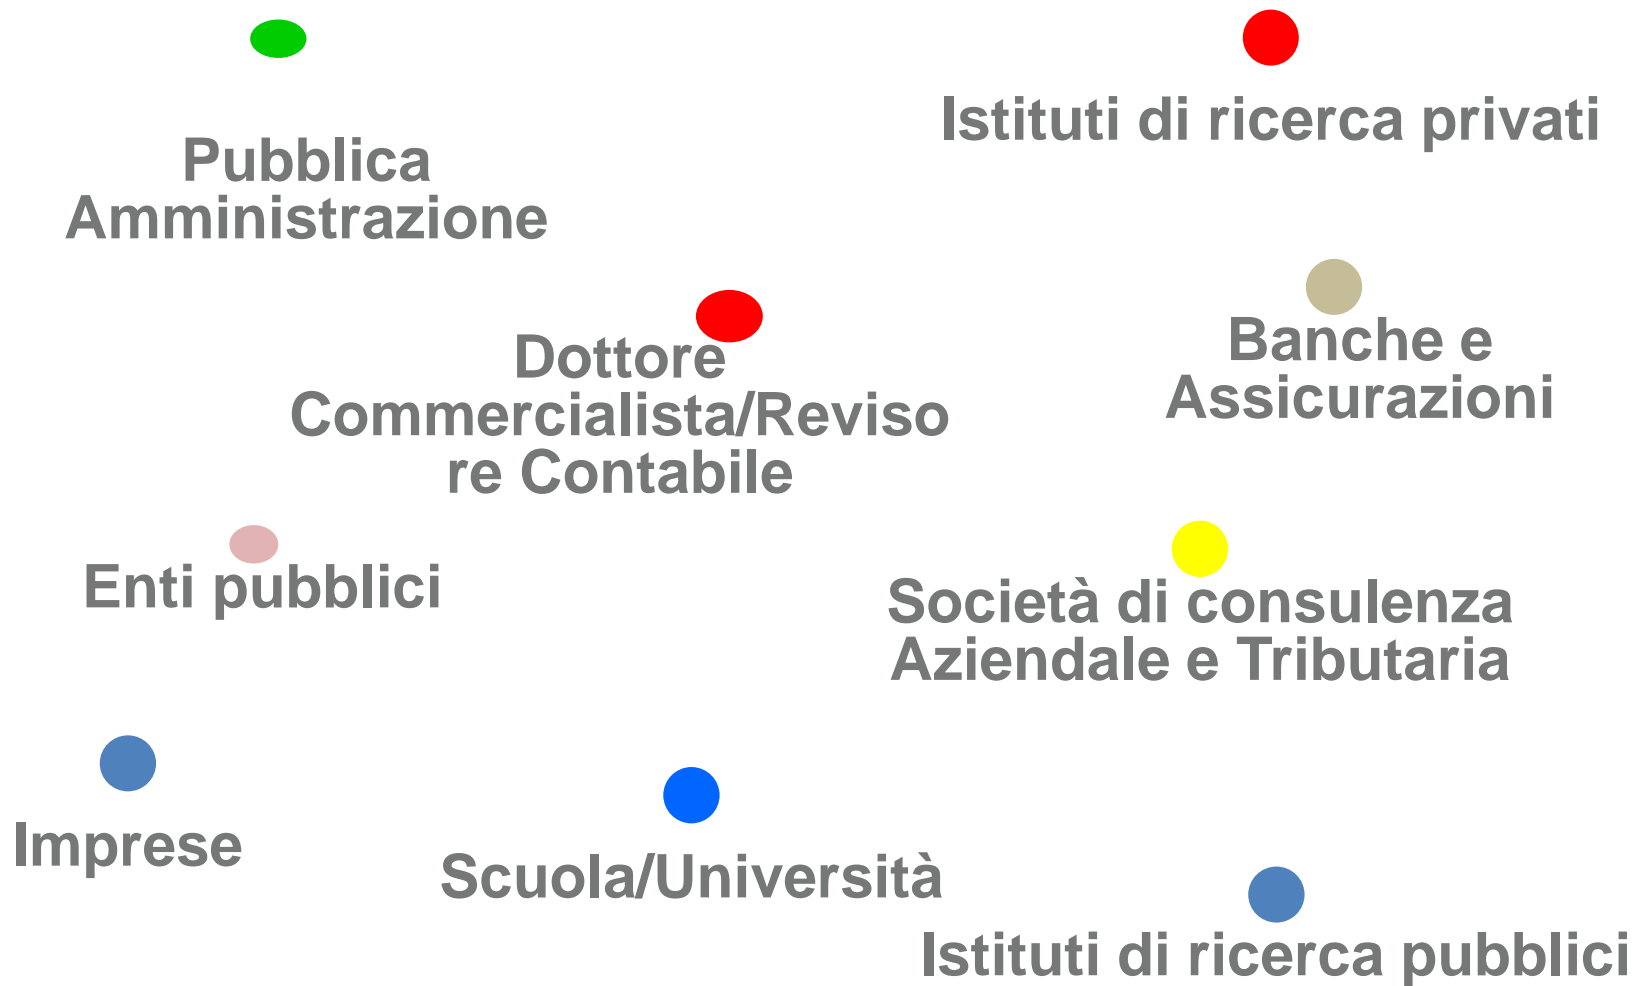 Istituti di ricerca privati
Pubblica
Amministrazione
Banche e
Assicurazioni
Dottore
Commercialista/Reviso
re Contabile
Enti pubblici
Società di consulenza
Aziendale e Tributaria
Imprese
Scuola/Università
Istituti di ricerca pubblici